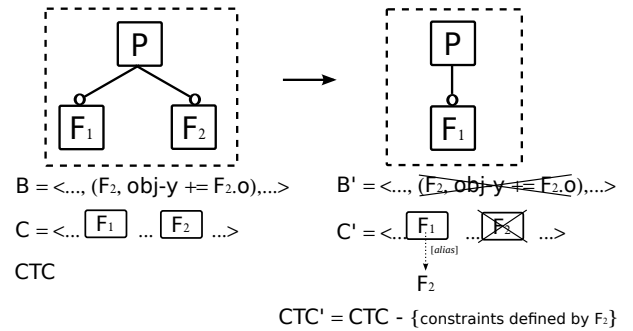 P P
F1 F2 F1
B = <..., (F2, obj-y += F2.o),...> B' = <..., (F2, obj-y += F2.o),...>
C = <... F1 ... F2 ...> C' = <... F1 ... F2 ...>
[alias]
CTC F2
CTC' = CTC - {constraints defined by F2}